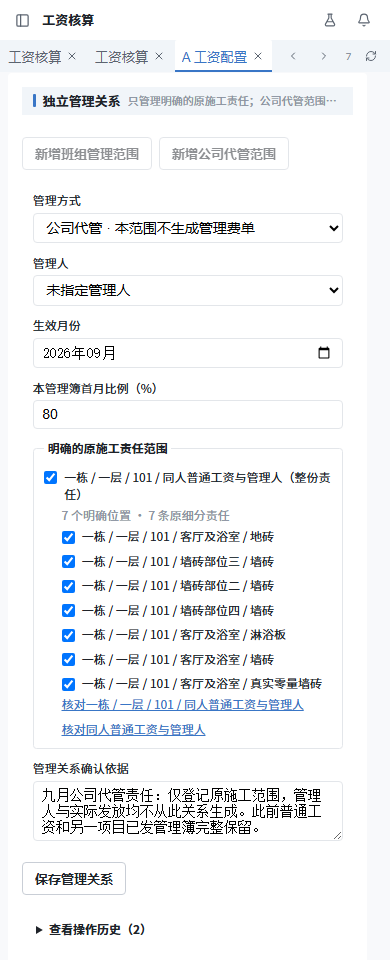 工资核算
工资核算 × 工资核算 × A 工资配置 × 7
独立管理关系 只管理明确的原施工责任；公司代管范围…
新增班组管理范围 新增公司代管范围
管理方式
公司代管 · 本范围不生成管理费单
管理人
未指定管理人
生效月份
2026年09月
本管理簿首月比例（%）
80
明确的原施工责任范围
一栋 / 一层 / 101 / 同人普通工资与管理人（整份责
任）
7 个明确位置 · 7 条原细分责任
一栋 / 一层 / 101 / 客厅及浴室 / 地砖
一栋 / 一层 / 101 / 墙砖部位三 / 墙砖
一栋 / 一层 / 101 / 墙砖部位二 / 墙砖
一栋 / 一层 / 101 / 墙砖部位四 / 墙砖
一栋 / 一层 / 101 / 客厅及浴室 / 淋浴板
一栋 / 一层 / 101 / 客厅及浴室 / 墙砖
一栋 / 一层 / 101 / 客厅及浴室 / 真实零量墙砖
核对一栋 / 一层 / 101 / 同人普通工资与管理人
核对同人普通工资与管理人
管理关系确认依据
九月公司代管责任：仅登记原施工范围，管理
人与实际发放均不从此关系生成。此前普通工
资和另一项目已发管理簿完整保留。
保存管理关系
查看操作历史（2）